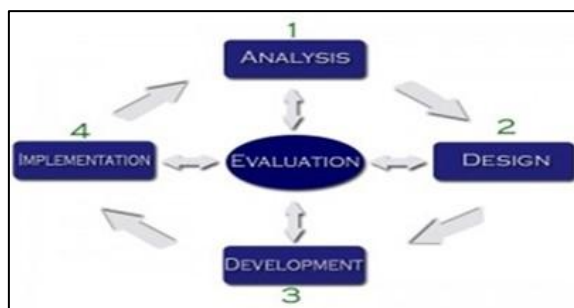 1
ANALYSIS
2
DESIGN
3
DEVELOPMENT
4
IMPLEMENTATION
EVALUATION